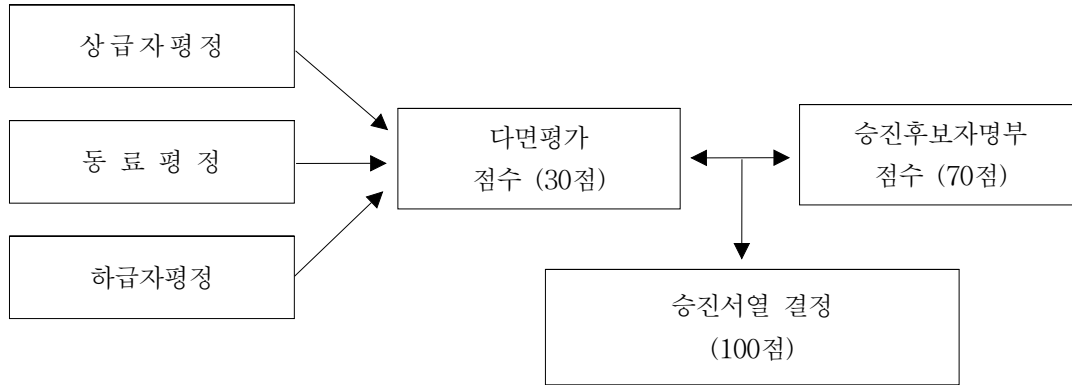 상급자평정
동 료 평 정
하급자평정
다면평가
점수 (30점)
승진후보자명부
점수 (70점)
승진서열 결정
(100점)